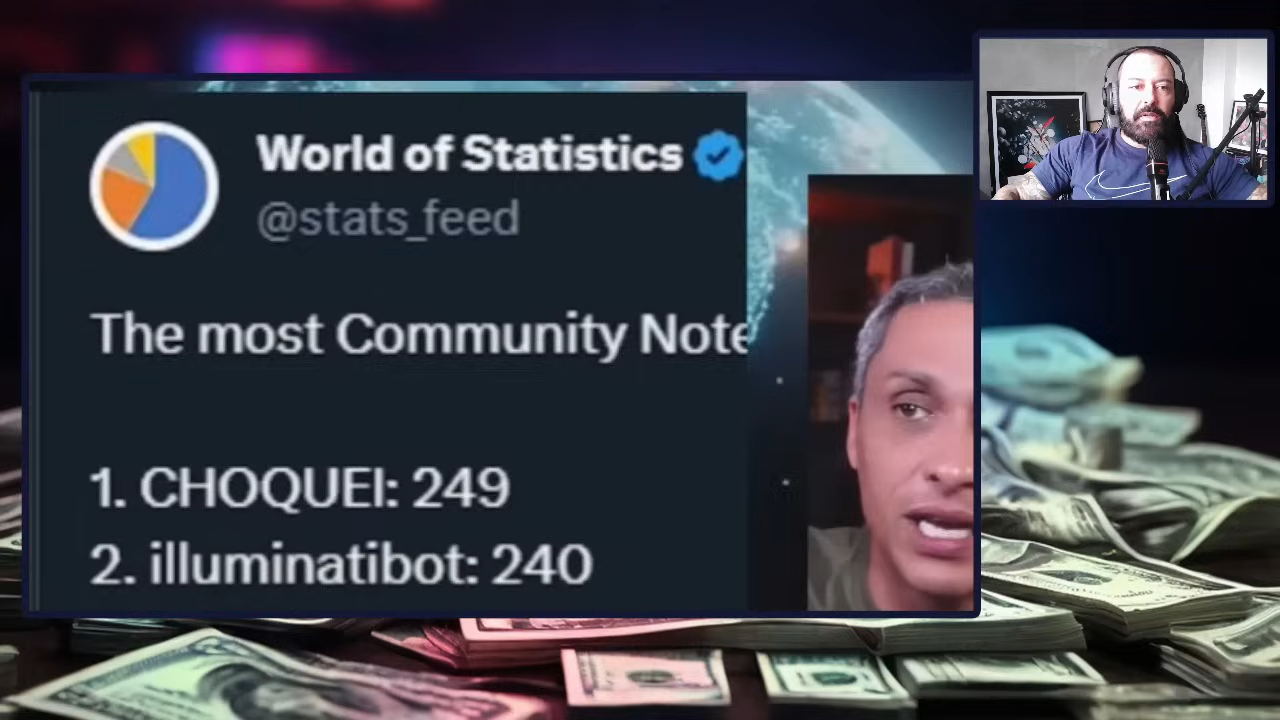 World of Statistics
@stats_feed
The most Community Note
1. CHOQUEI: 249
2. illuminatibot: 240